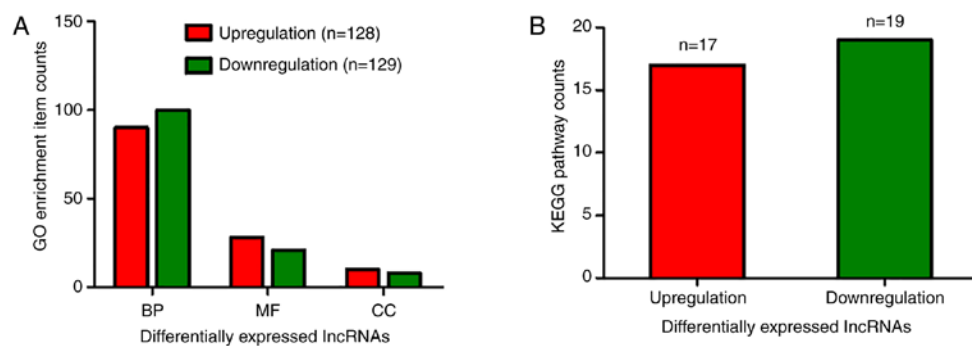 A
150
100
50
0
GO enrichment item counts
Upregulation (n=128)
Downregulation (n=129)
BP MF CC
Differentially expressed lncRNAs
B
20
15
10
5
0
KEGG pathway counts
n=17
n=19
Upregulation Downregulation
Differentially expressed lncRNAs